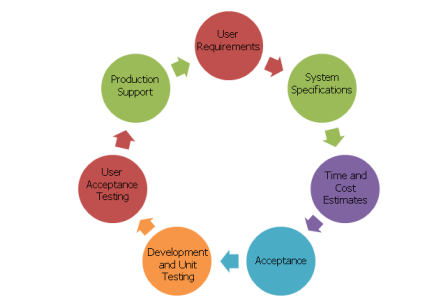 User
Requirements
System
Specifications
Time and
Cost
Estimates
Acceptance
Development
and Unit
Testing
User
Acceptance
Testing
Production
Support